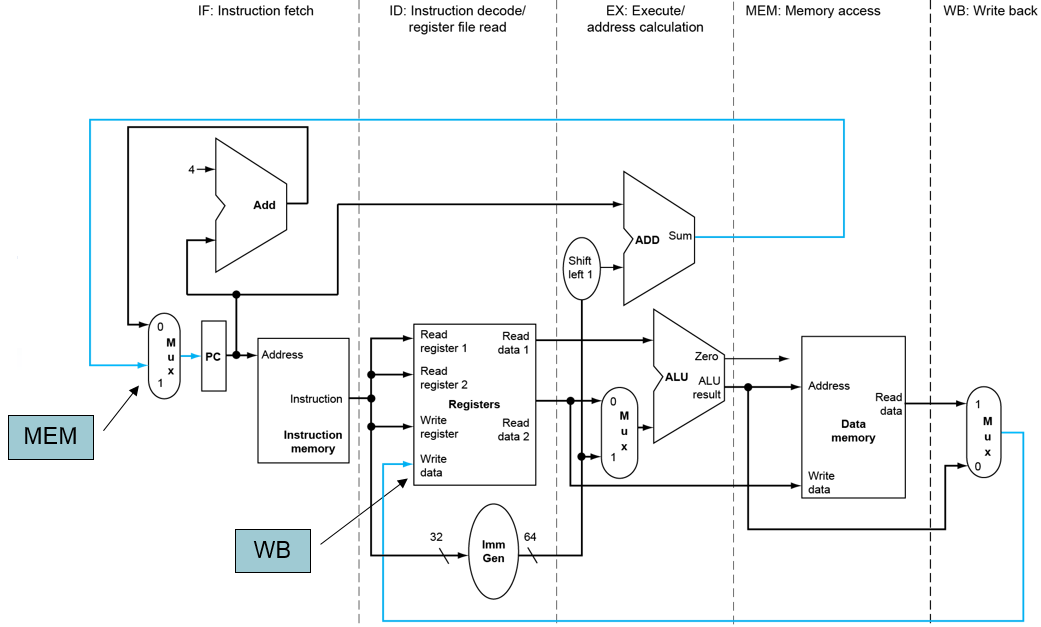 IF: Instruction fetch
ID: Instruction decode/
register file read
EX: Execute/
address calculation
MEM: Memory access
WB: Write back
4
Add
ADD
Sum
Shift
left 1
0
M
u
x
1
PC
Address
Instruction
Instruction
memory
Read
register 1
Read
register 2
Write
register
Write
data
Registers
Read
data 1
Read
data 2
0
M
u
x
1
Zero
ALU
ALU
result
Address
Read
data
Data
memory
Write
data
1
M
u
x
0
MEM
WB
32
Imm
Gen
64